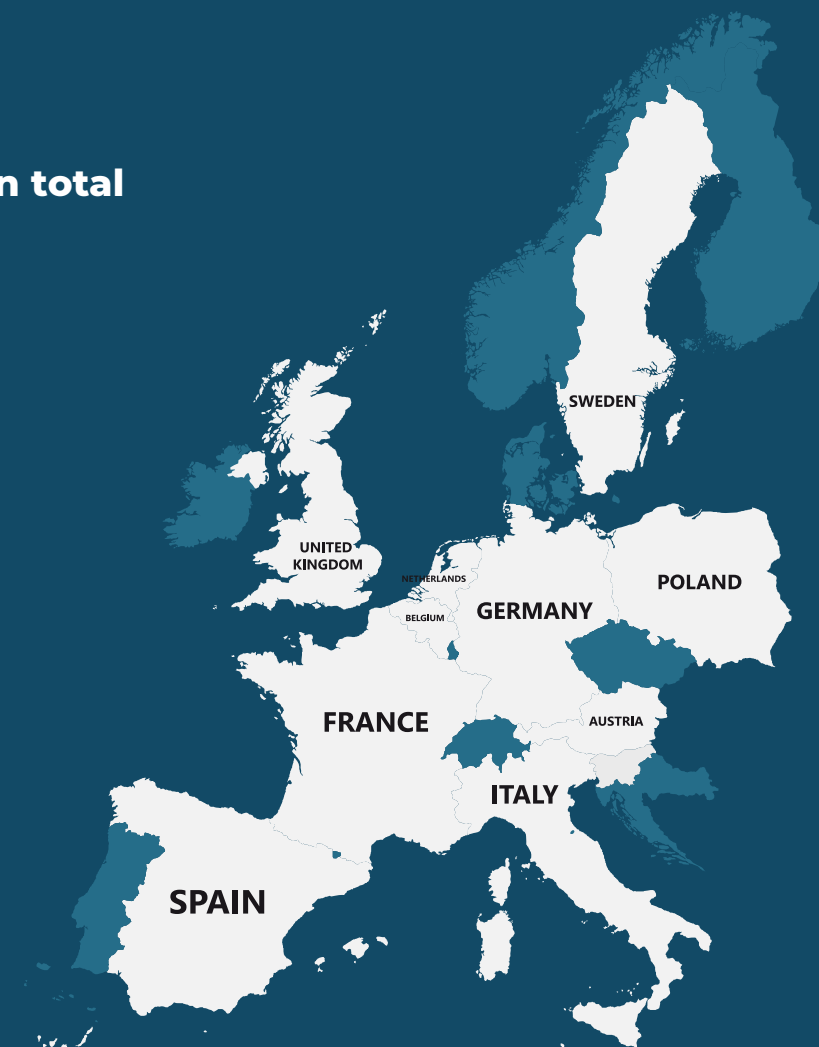 n total
SWEDEN
UNITED
KINGDOM
NETHERLANDS
POLAND
GERMANY
BELGIUM
FRANCE
AUSTRIA
ITALY
SPAIN